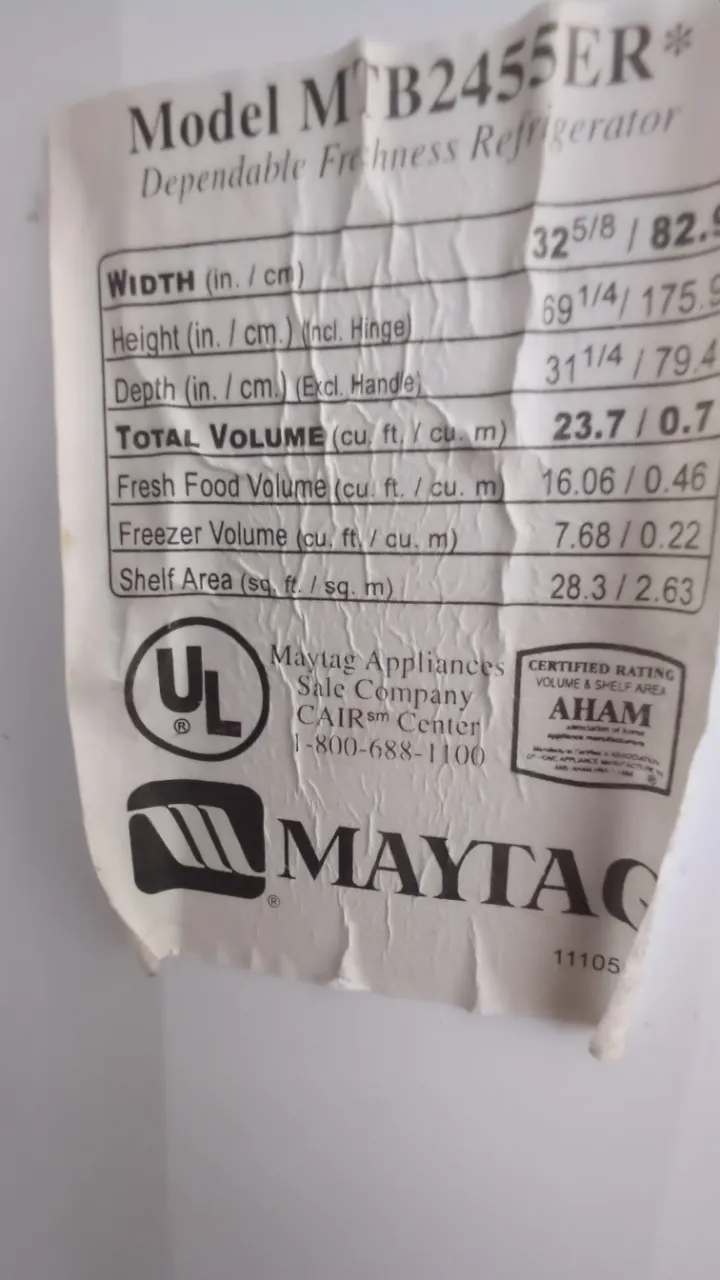 Model MTB2455ER*
Dependable Freshness Refrigerator
WIDTH (in. / cm) 32 5/8 / 82.9
Height (in. / cm.) (Incl. Hinge) 69 1/4 / 175.9
Depth (in. / cm.) (Excl. Handle) 31 1/4 / 79.4
TOTAL VOLUME (cu. ft. / cu. m) 23.7 / 0.7
Fresh Food Volume (cu. ft. / cu. m) 16.06 / 0.46
Freezer Volume (cu. ft. / cu. m) 7.68 / 0.22
Shelf Area (sq. ft. / sq. m) 28.3 / 2.63
UL
®
Maytag Appliances
Sale Company
CAIR℠ Center
1-800-688-1100
CERTIFIED RATING
VOLUME & SHELF AREA
AHAM
®
MAYTAG
®
11105